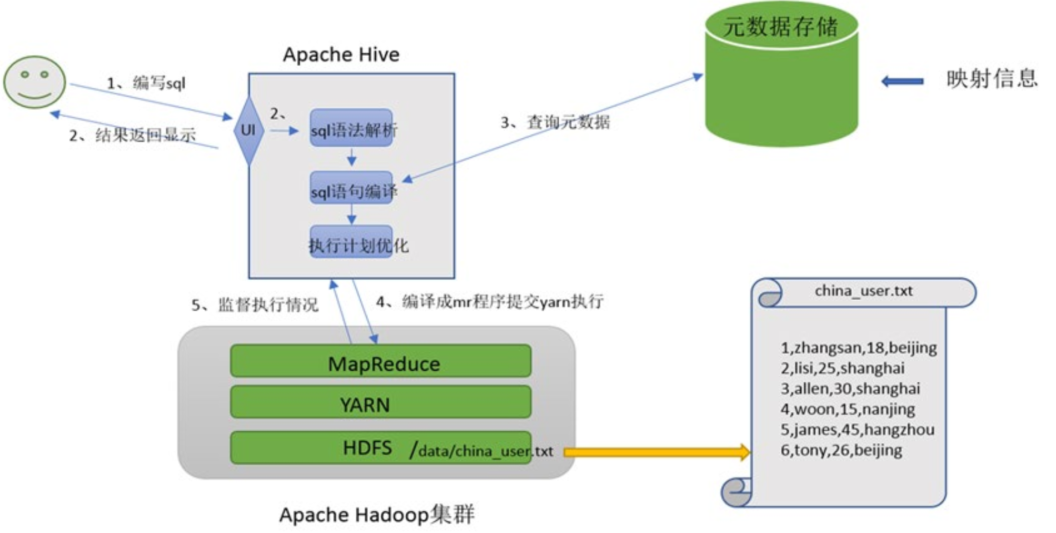 元数据存储
Apache Hive
映射信息
1、编写sql
2、
UI
sql语法解析
3、查询元数据
2、结果返回显示
sql语句编译
执行计划优化
5、监督执行情况
4、编译成mr程序提交yarn执行
MapReduce
YARN
HDFS /data/china_user.txt
Apache Hadoop集群
china_user.txt
1,zhangsan,18,beijing
2,lisi,25,shanghai
3,allen,30,shanghai
4,woon,15,nanjing
5,james,45,hangzhou
6,tony,26,beijing